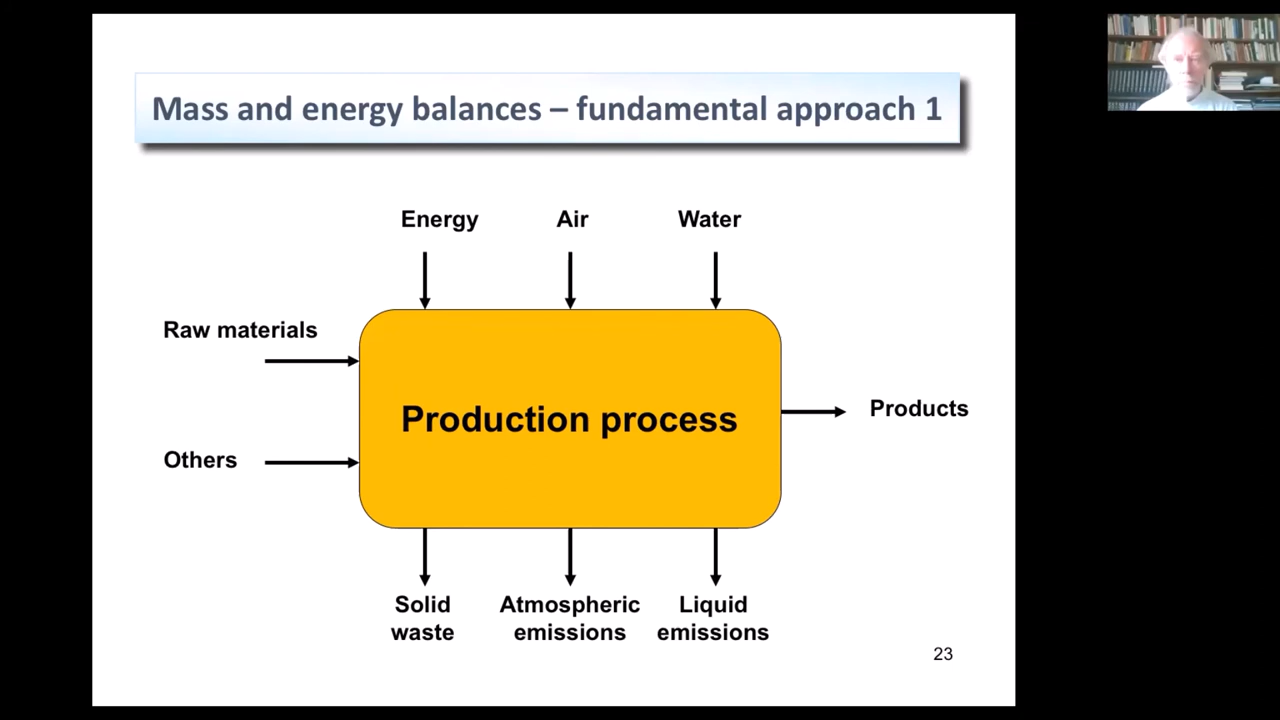 Mass and energy balances – fundamental approach 1
Energy
Air
Water
Raw materials
Production process
Products
Others
Solid
waste
Atmospheric
emissions
Liquid
emissions
23